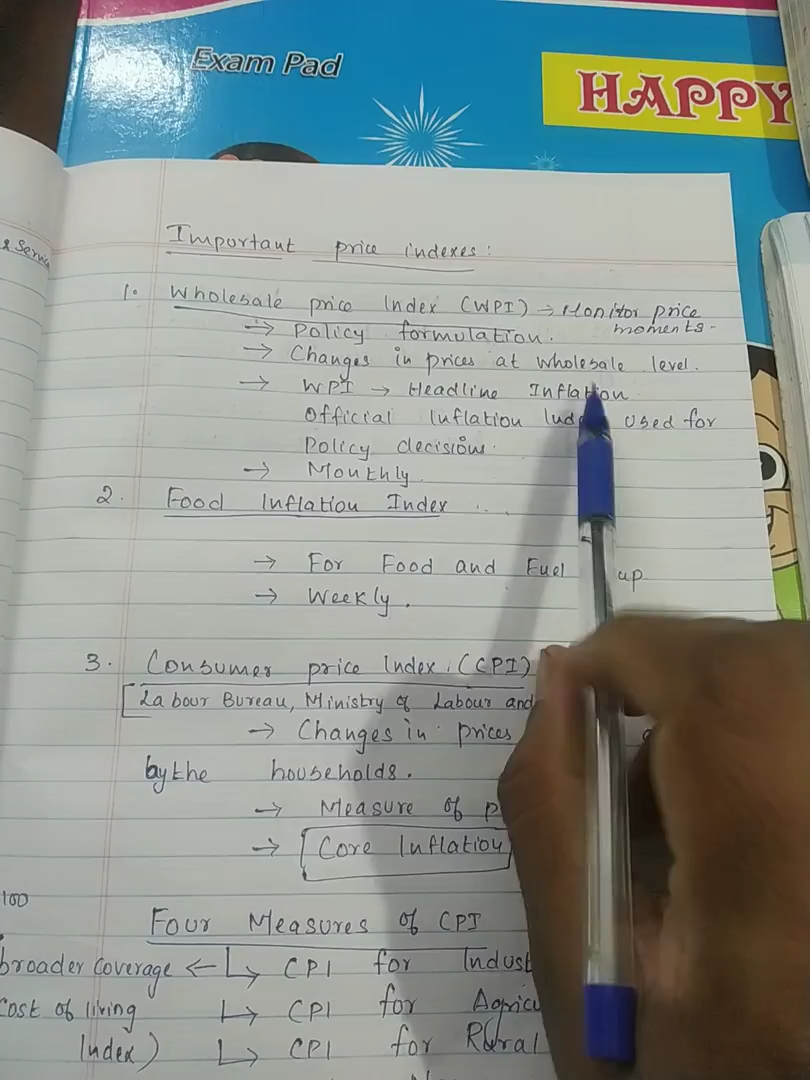 Exam Pad
HAPPY
& Servic
Important price indexes:
1. Wholesale price Index (WPI) → Monitor price
moments.
→ Policy formulation.
→ Changes in prices at wholesale level.
→ WPI → Headline Inflation
Official Inflation used for
Policy decisions.
→ Monthly.
2. Food Inflation Index ...
→ For Food and Fuel up
→ Weekly.
3. Consumer price Index. (CPI)
[Labour Bureau, Ministry of Labour and
→ Changes in prices
by the households.
→ Measure of
→ Core Inflation
100
Four Measures of CPI
broader coverage ← ↳ CPI for Indust
Cost of living ↳ CPI for Agricu
Index) ↳ CPI for Rural